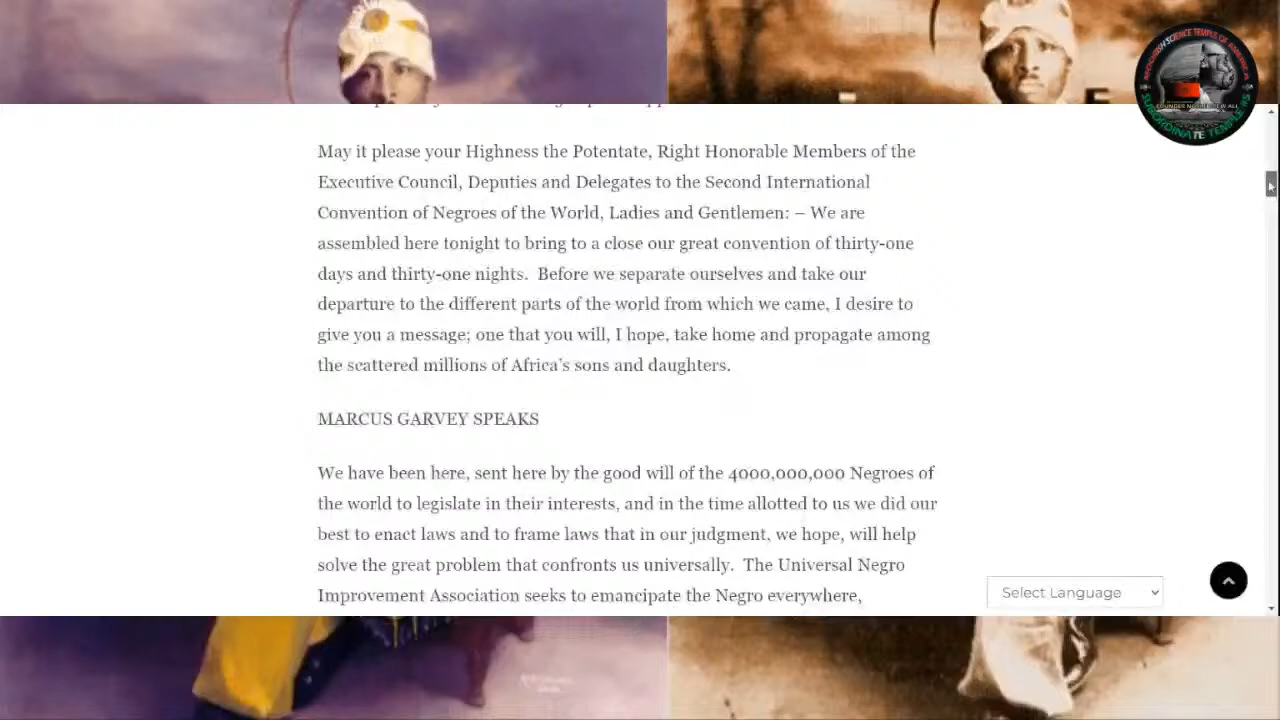 May it please your Highness the Potentate, Right Honorable Members of the
Executive Council, Deputies and Delegates to the Second International
Convention of Negroes of the World, Ladies and Gentlemen: – We are
assembled here tonight to bring to a close our great convention of thirty-one
days and thirty-one nights.  Before we separate ourselves and take our
departure to the different parts of the world from which we came, I desire to
give you a message; one that you will, I hope, take home and propagate among
the scattered millions of Africa's sons and daughters.
MARCUS GARVEY SPEAKS
We have been here, sent here by the good will of the 4000,000,000 Negroes of
the world to legislate in their interests, and in the time allotted to us we did our
best to enact laws and to frame laws that in our judgment, we hope, will help
solve the great problem that confronts us universally.  The Universal Negro
Improvement Association seeks to emancipate the Negro everywhere,
Select Language
MOORISH SCIENCE TEMPLE OF AMERICA
SUBORDINATE TEMPLE